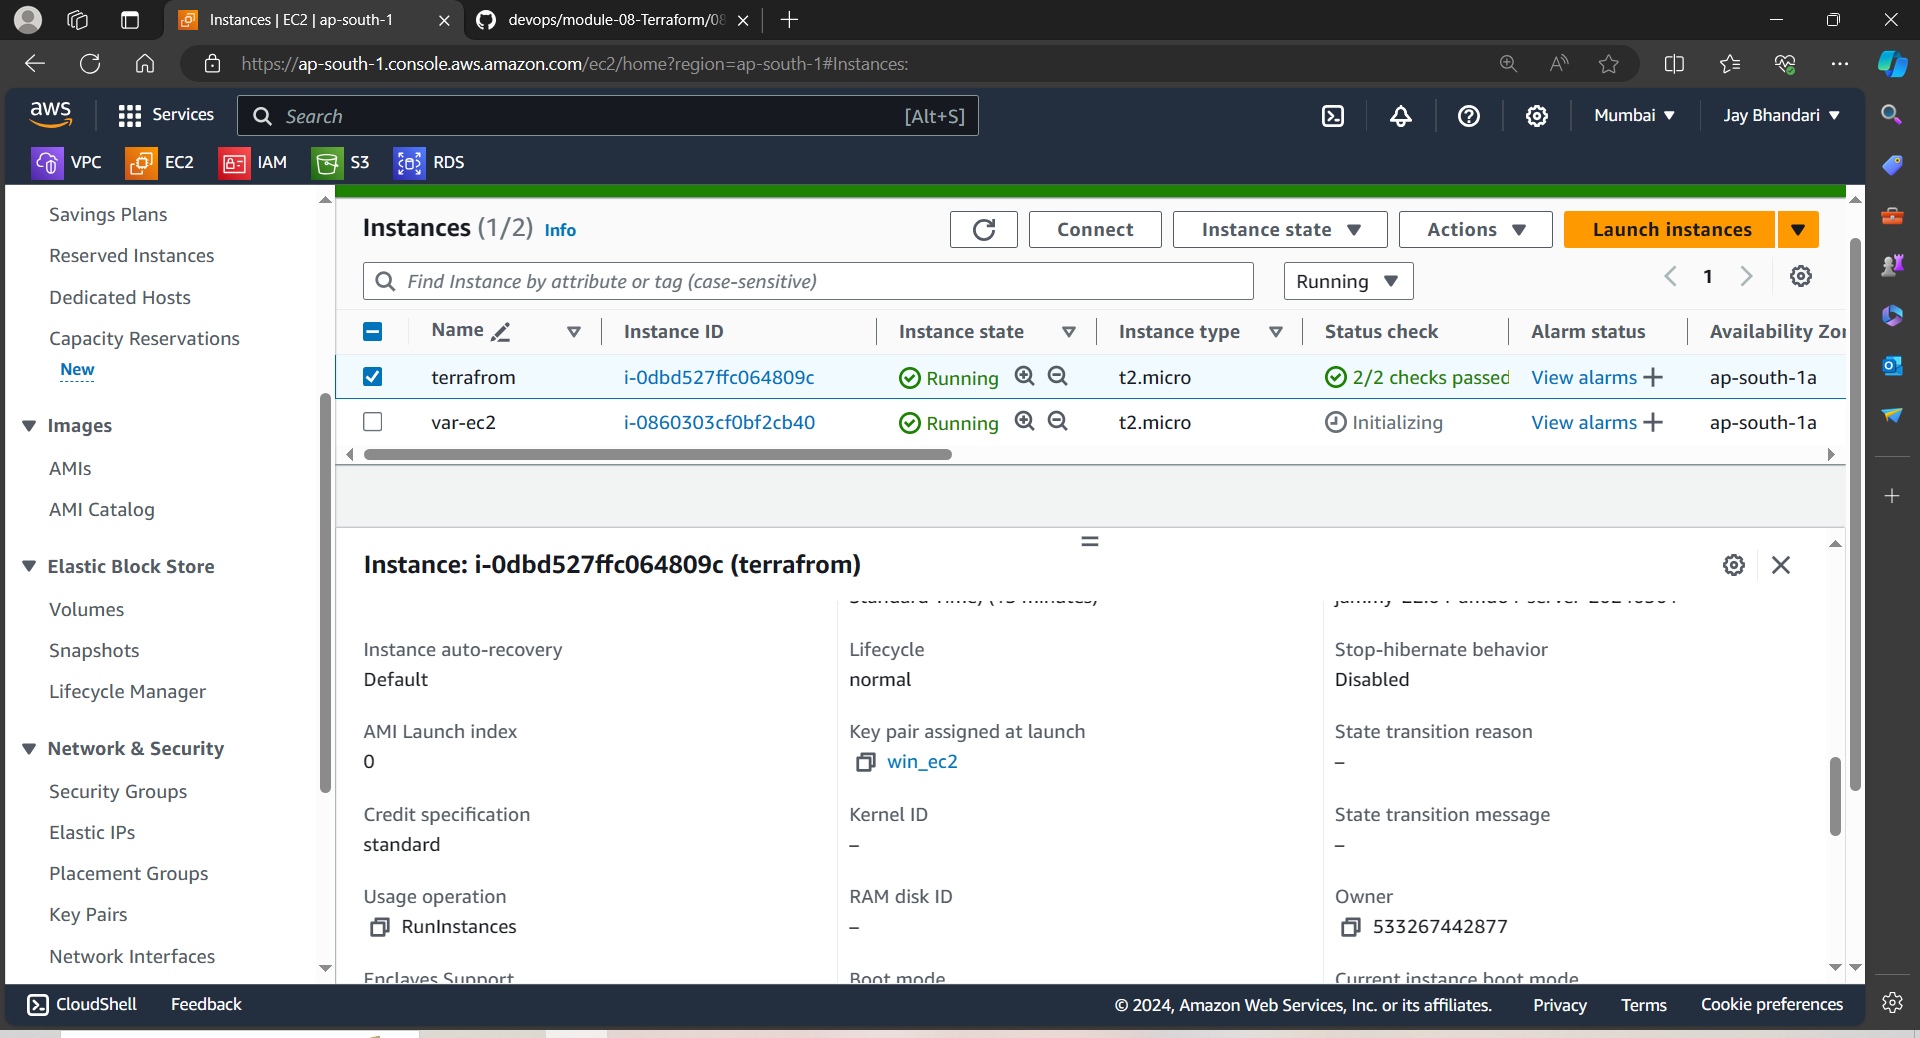 Instances | EC2 | ap-south-1
devops/module-08-Terraform/08
https://ap-south-1.console.aws.amazon.com/ec2/home?region=ap-south-1#Instances:
aws
Services
Search
[Alt+S]
Mumbai
Jay Bhandari
VPC
EC2
IAM
S3
RDS
Savings Plans
Reserved Instances
Dedicated Hosts
Capacity Reservations
New
Images
AMIs
AMI Catalog
Elastic Block Store
Volumes
Snapshots
Lifecycle Manager
Network & Security
Security Groups
Elastic IPs
Placement Groups
Key Pairs
Network Interfaces
Instances (1/2) Info
Connect
Instance state
Actions
Launch instances
Find Instance by attribute or tag (case-sensitive)
Running
1
Name Instance ID Instance state Instance type Status check Alarm status Availability Zon
terrafrom i-0dbd527ffc064809c Running t2.micro 2/2 checks passed View alarms ap-south-1a
var-ec2 i-0860303cf0bf2cb40 Running t2.micro Initializing View alarms ap-south-1a
Instance: i-0dbd527ffc064809c (terrafrom)
Instance auto-recovery
Default
Lifecycle
normal
Stop-hibernate behavior
Disabled
AMI Launch index
0
Key pair assigned at launch
win_ec2
State transition reason
–
Credit specification
standard
Kernel ID
–
State transition message
–
Usage operation
RunInstances
RAM disk ID
–
Owner
533267442877
Enclaves Support
Boot mode
Current instance boot mode
CloudShell
Feedback
© 2024, Amazon Web Services, Inc. or its affiliates.
Privacy
Terms
Cookie preferences